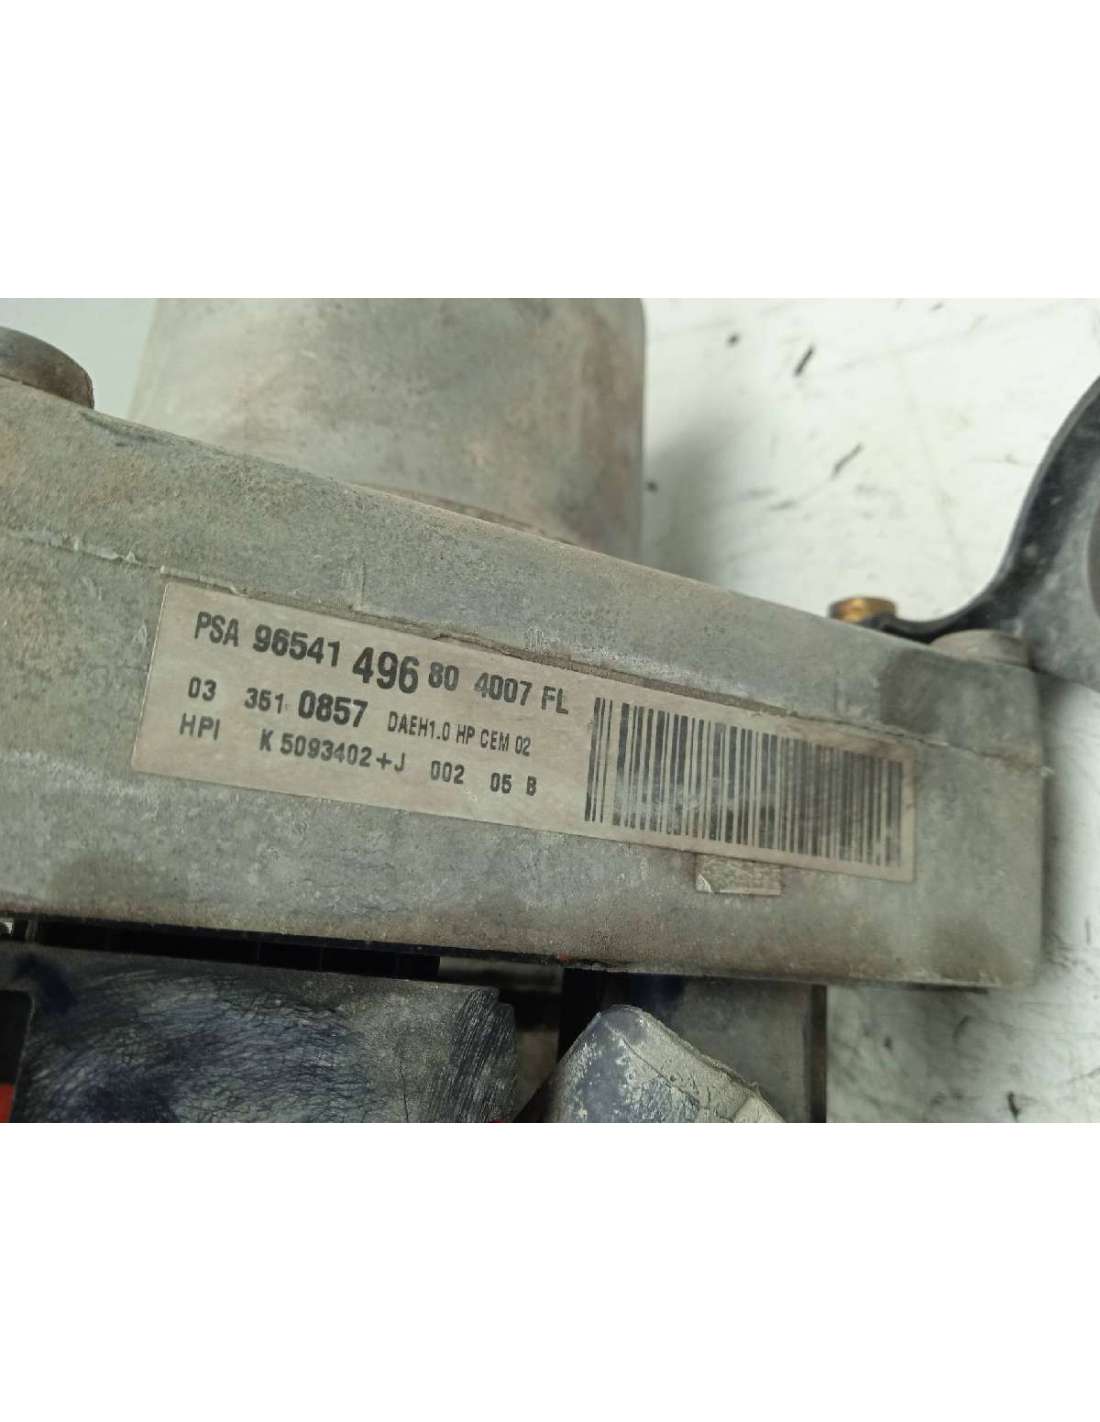 PSA 96541 496 80 4007 FL
03 351 0857 DAEH1.0 HP CEM 02
HPI K 5093402+J 002 05 B